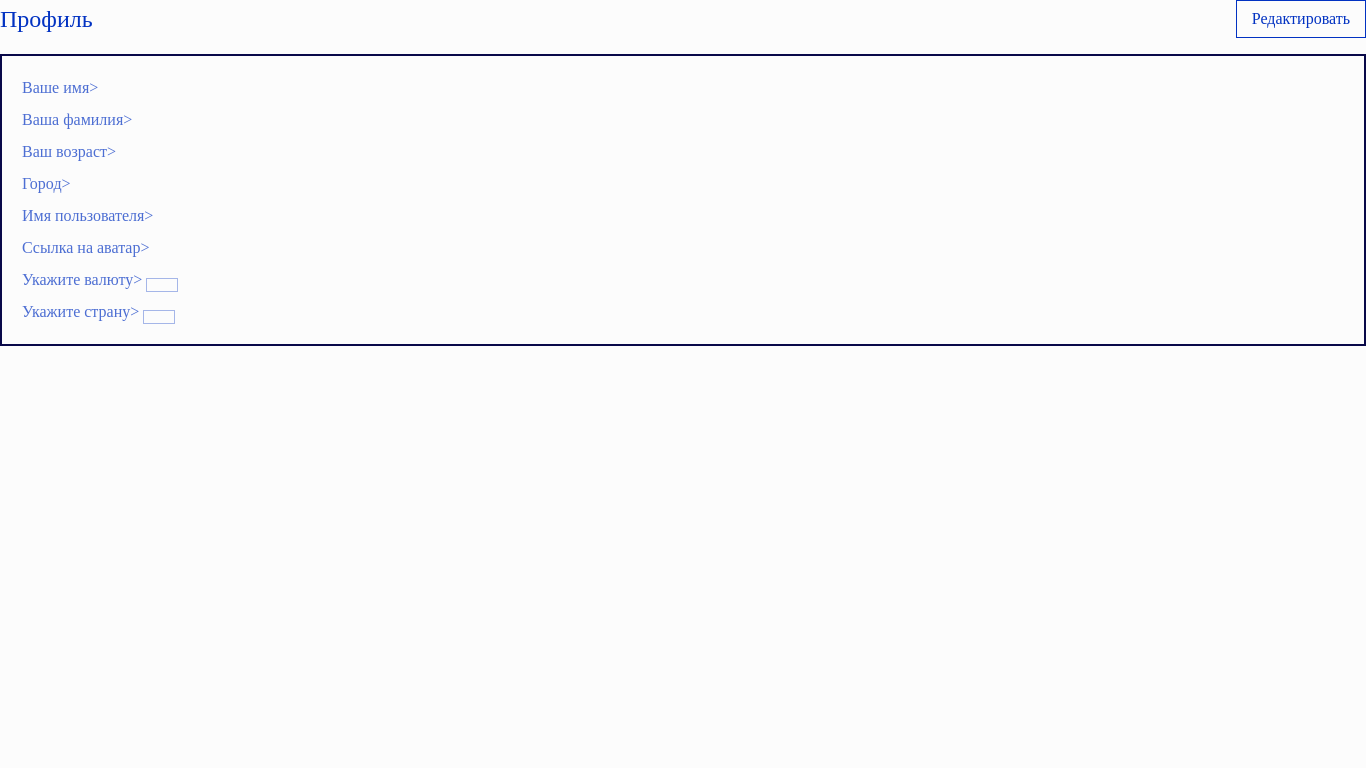 Профиль
Редактировать
Ваше имя>
Ваша фамилия>
Ваш возраст>
Город>
Имя пользователя>
Ссылка на аватар>
Укажите валюту>
Укажите страну>